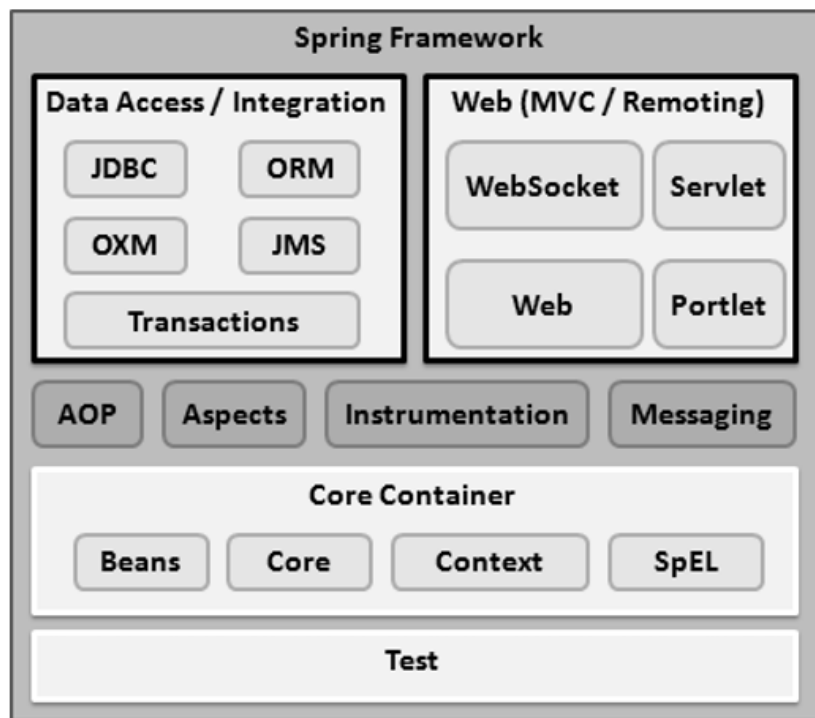 Spring Framework
Data Access / Integration
JDBC ORM
OXM JMS
Transactions
Web (MVC / Remoting)
WebSocket Servlet
Web Portlet
AOP Aspects Instrumentation Messaging
Core Container
Beans Core Context SpEL
Test